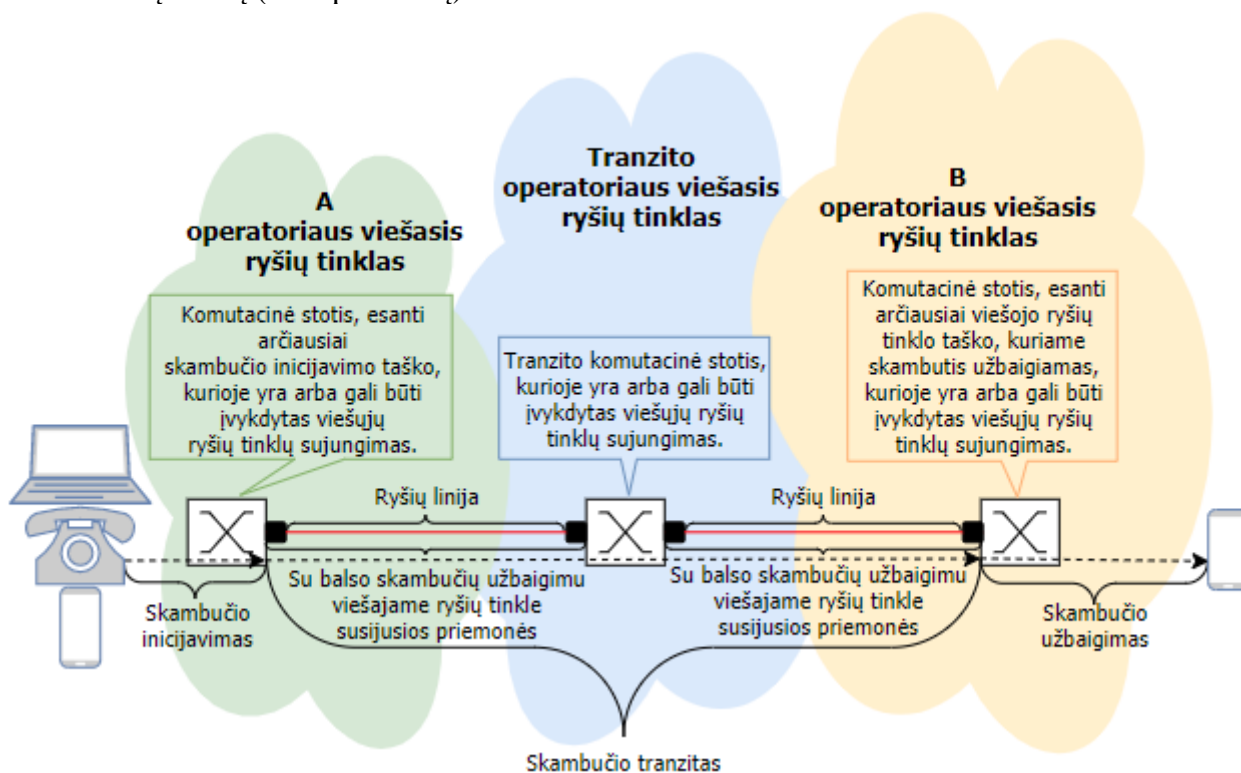 A
operatoriaus viešasis
ryšių tinklas
Tranzito
operatoriaus viešasis
ryšių tinklas
B
operatoriaus viešasis
ryšių tinklas
Komutacinė stotis, esanti
arčiausiai
skambučio inicijavimo taško,
kurioje yra arba gali būti
įvykdytas viešųjų
ryšių tinklų sujungimas.
Tranzito komutacinė stotis,
kurioje yra arba gali būti
įvykdytas viešųjų ryšių
tinklų sujungimas.
Komutacinė stotis, esanti
arčiausiai viešojo ryšių
tinklo taško, kuriame
skambutis užbaigiamas,
kurioje yra arba gali būti
įvykdytas viešųjų ryšių
tinklų sujungimas.
Ryšių linija
Ryšių linija
Skambučio
inicijavimas
Su balso skambučių užbaigimu
viešajame ryšių tinkle
susijusios priemonės
Su balso skambučių užbaigimu
viešajame ryšių tinkle
susijusios priemonės
Skambučio
užbaigimas
Skambučio tranzitas